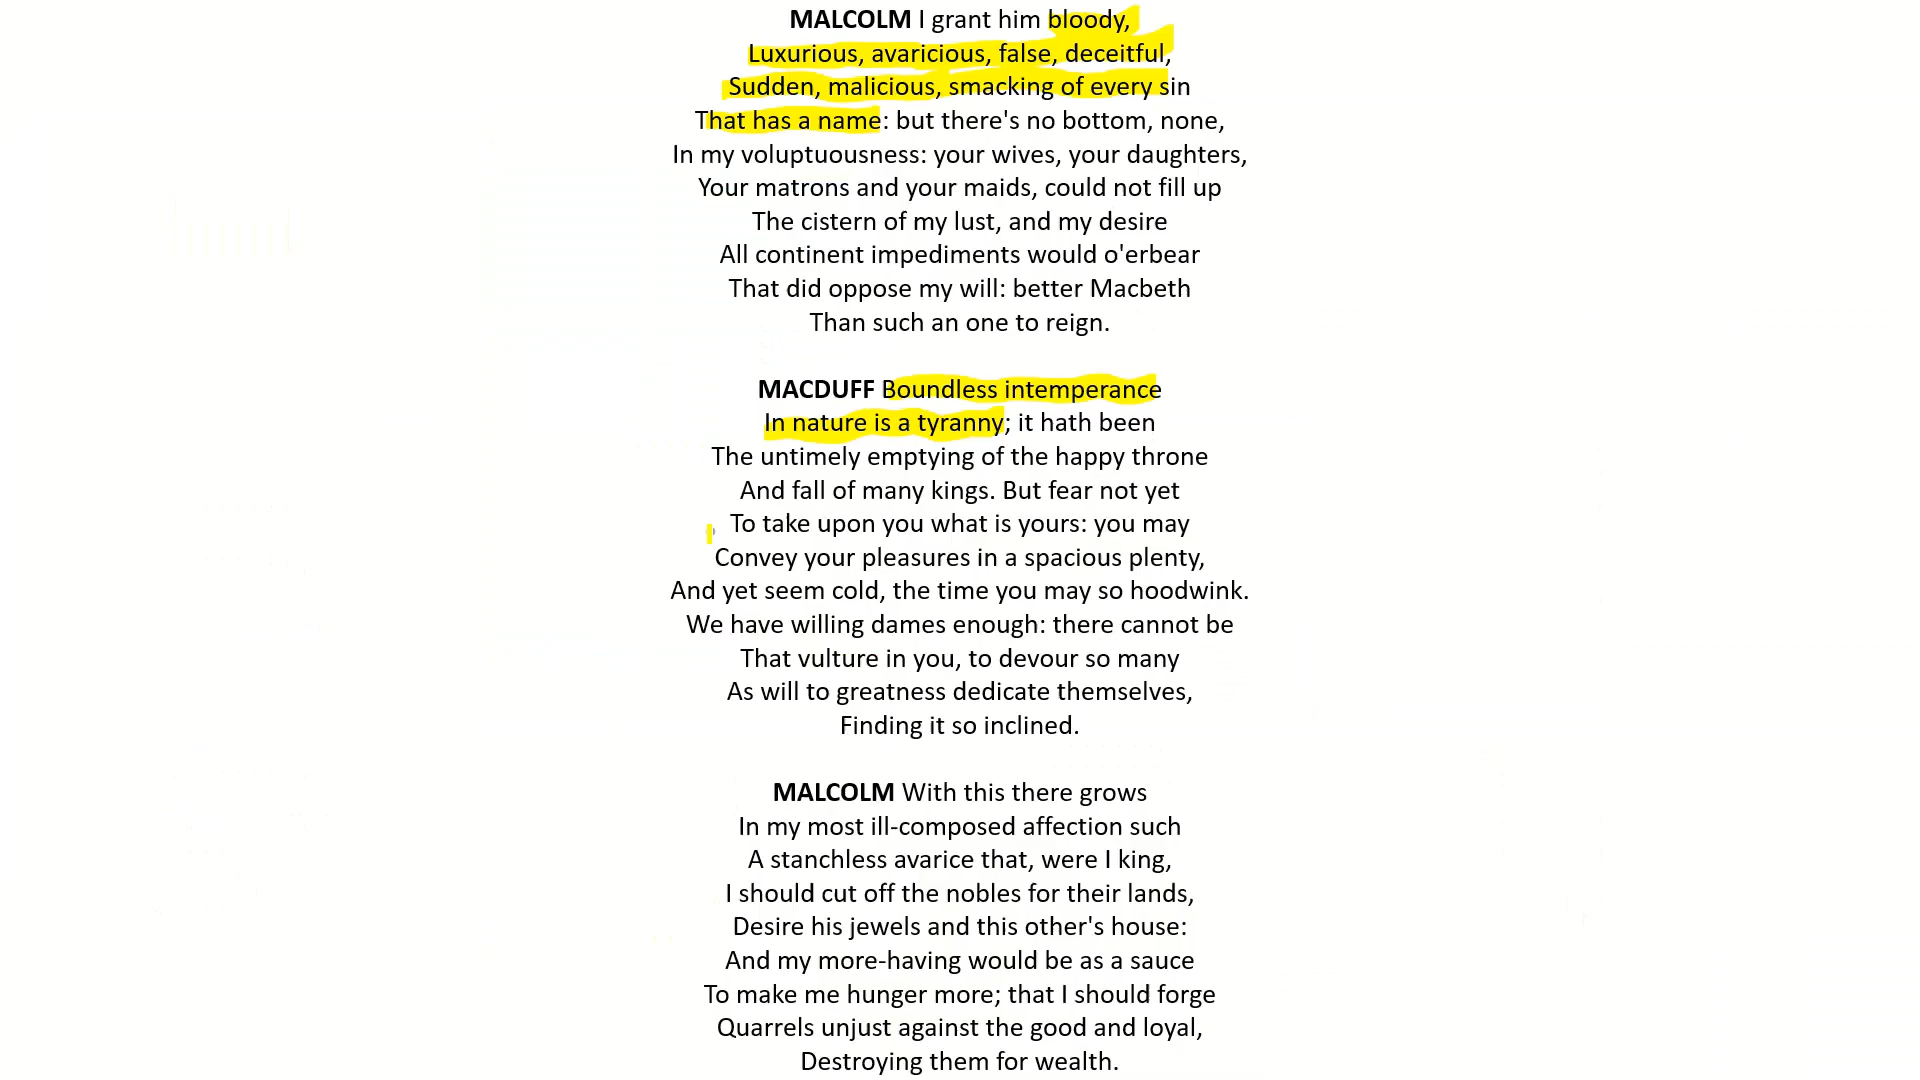 MALCOLM I grant him bloody,
Luxurious, avaricious, false, deceitful,
Sudden, malicious, smacking of every sin
That has a name: but there's no bottom, none,
In my voluptuousness: your wives, your daughters,
Your matrons and your maids, could not fill up
The cistern of my lust, and my desire
All continent impediments would o'erbear
That did oppose my will: better Macbeth
Than such an one to reign.
MACDUFF Boundless intemperance
In nature is a tyranny; it hath been
The untimely emptying of the happy throne
And fall of many kings. But fear not yet
To take upon you what is yours: you may
Convey your pleasures in a spacious plenty,
And yet seem cold, the time you may so hoodwink.
We have willing dames enough: there cannot be
That vulture in you, to devour so many
As will to greatness dedicate themselves,
Finding it so inclined.
MALCOLM With this there grows
In my most ill-composed affection such
A stanchless avarice that, were I king,
I should cut off the nobles for their lands,
Desire his jewels and this other's house:
And my more-having would be as a sauce
To make me hunger more; that I should forge
Quarrels unjust against the good and loyal,
Destroying them for wealth.